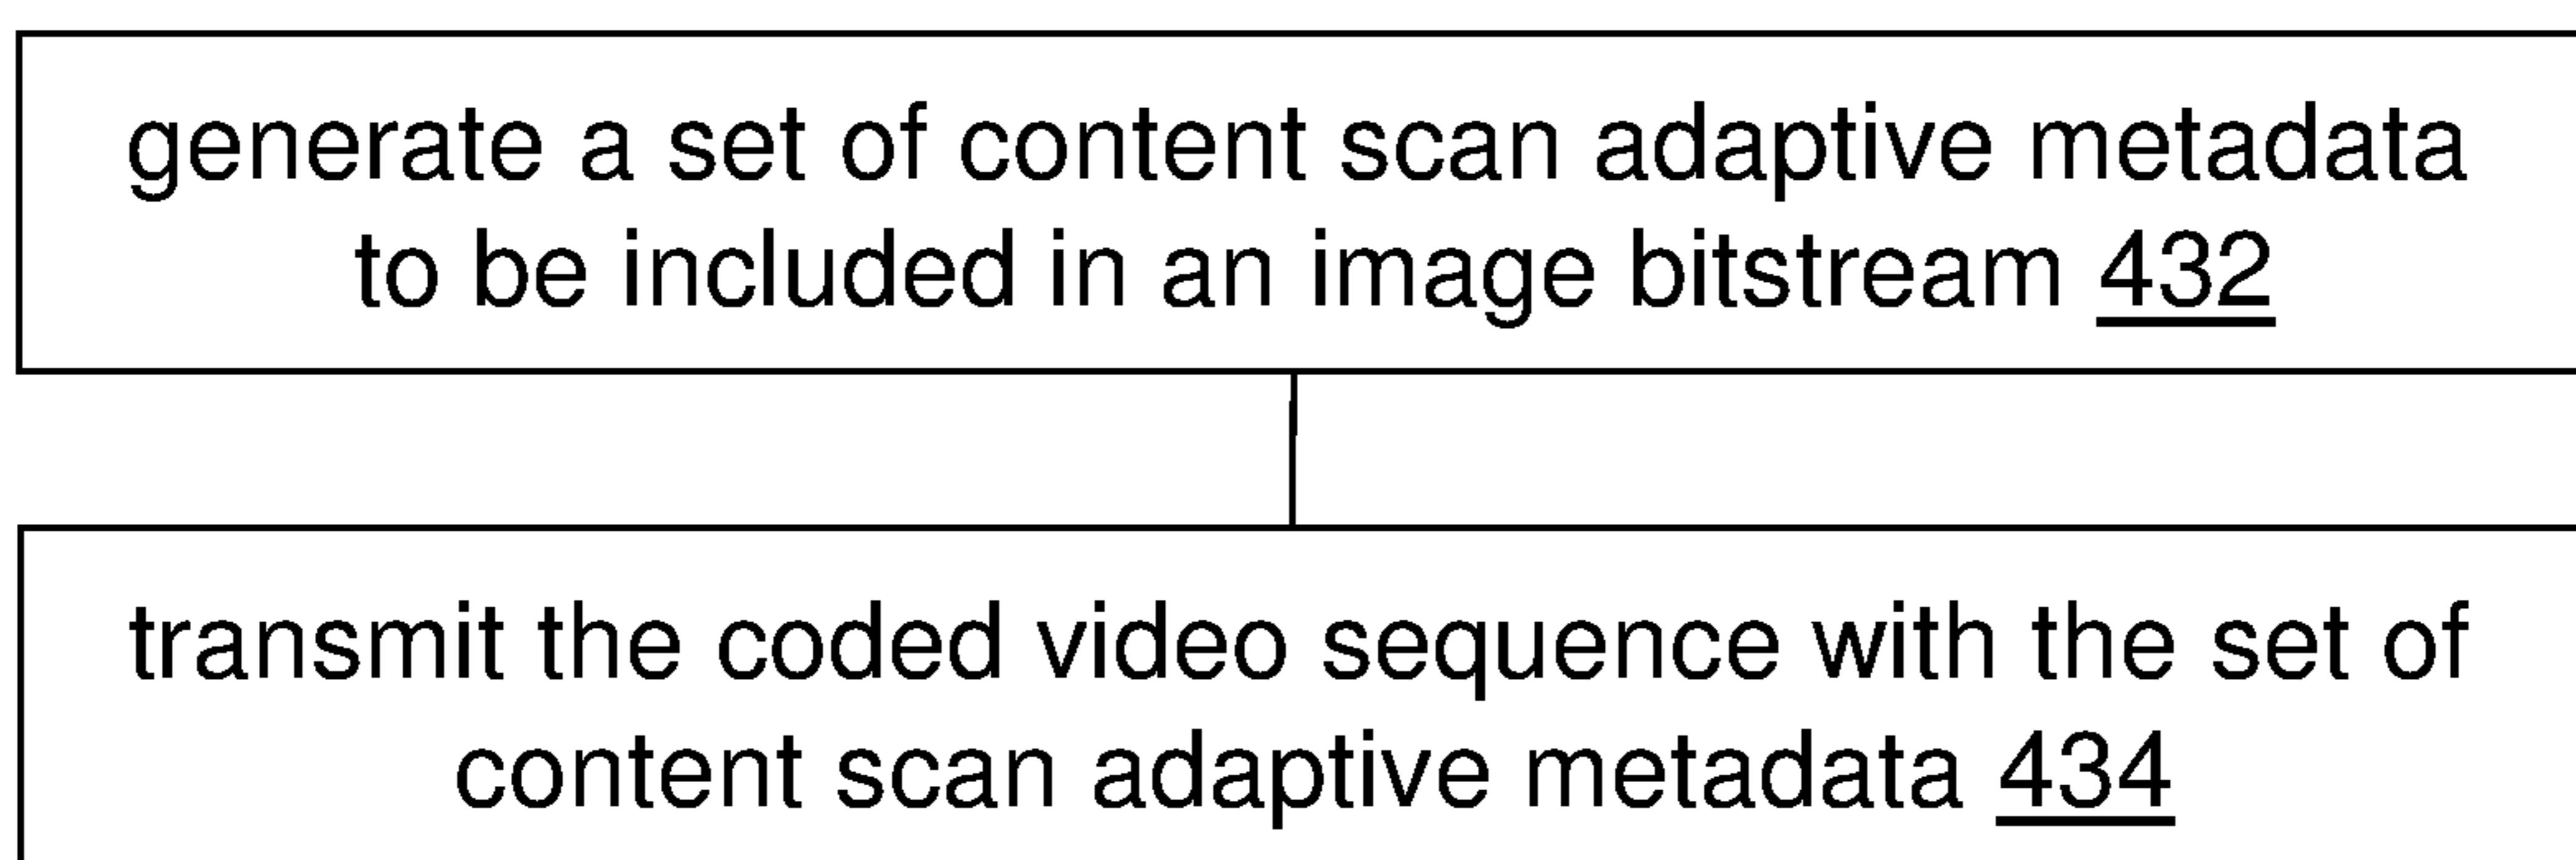 generate a set of content scan adaptive metadata
to be included in an image bitstream 432
transmit the coded video sequence with the set of
content scan adaptive metadata 434